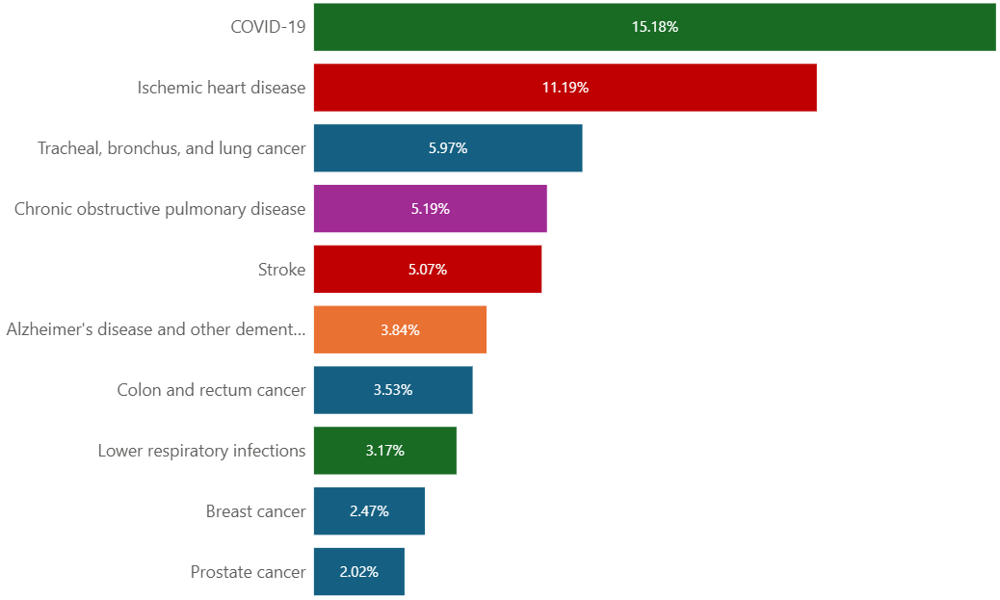 COVID-19 15.18%
Ischemic heart disease 11.19%
Tracheal, bronchus, and lung cancer 5.97%
Chronic obstructive pulmonary disease 5.19%
Stroke 5.07%
Alzheimer's disease and other dement... 3.84%
Colon and rectum cancer 3.53%
Lower respiratory infections 3.17%
Breast cancer 2.47%
Prostate cancer 2.02%